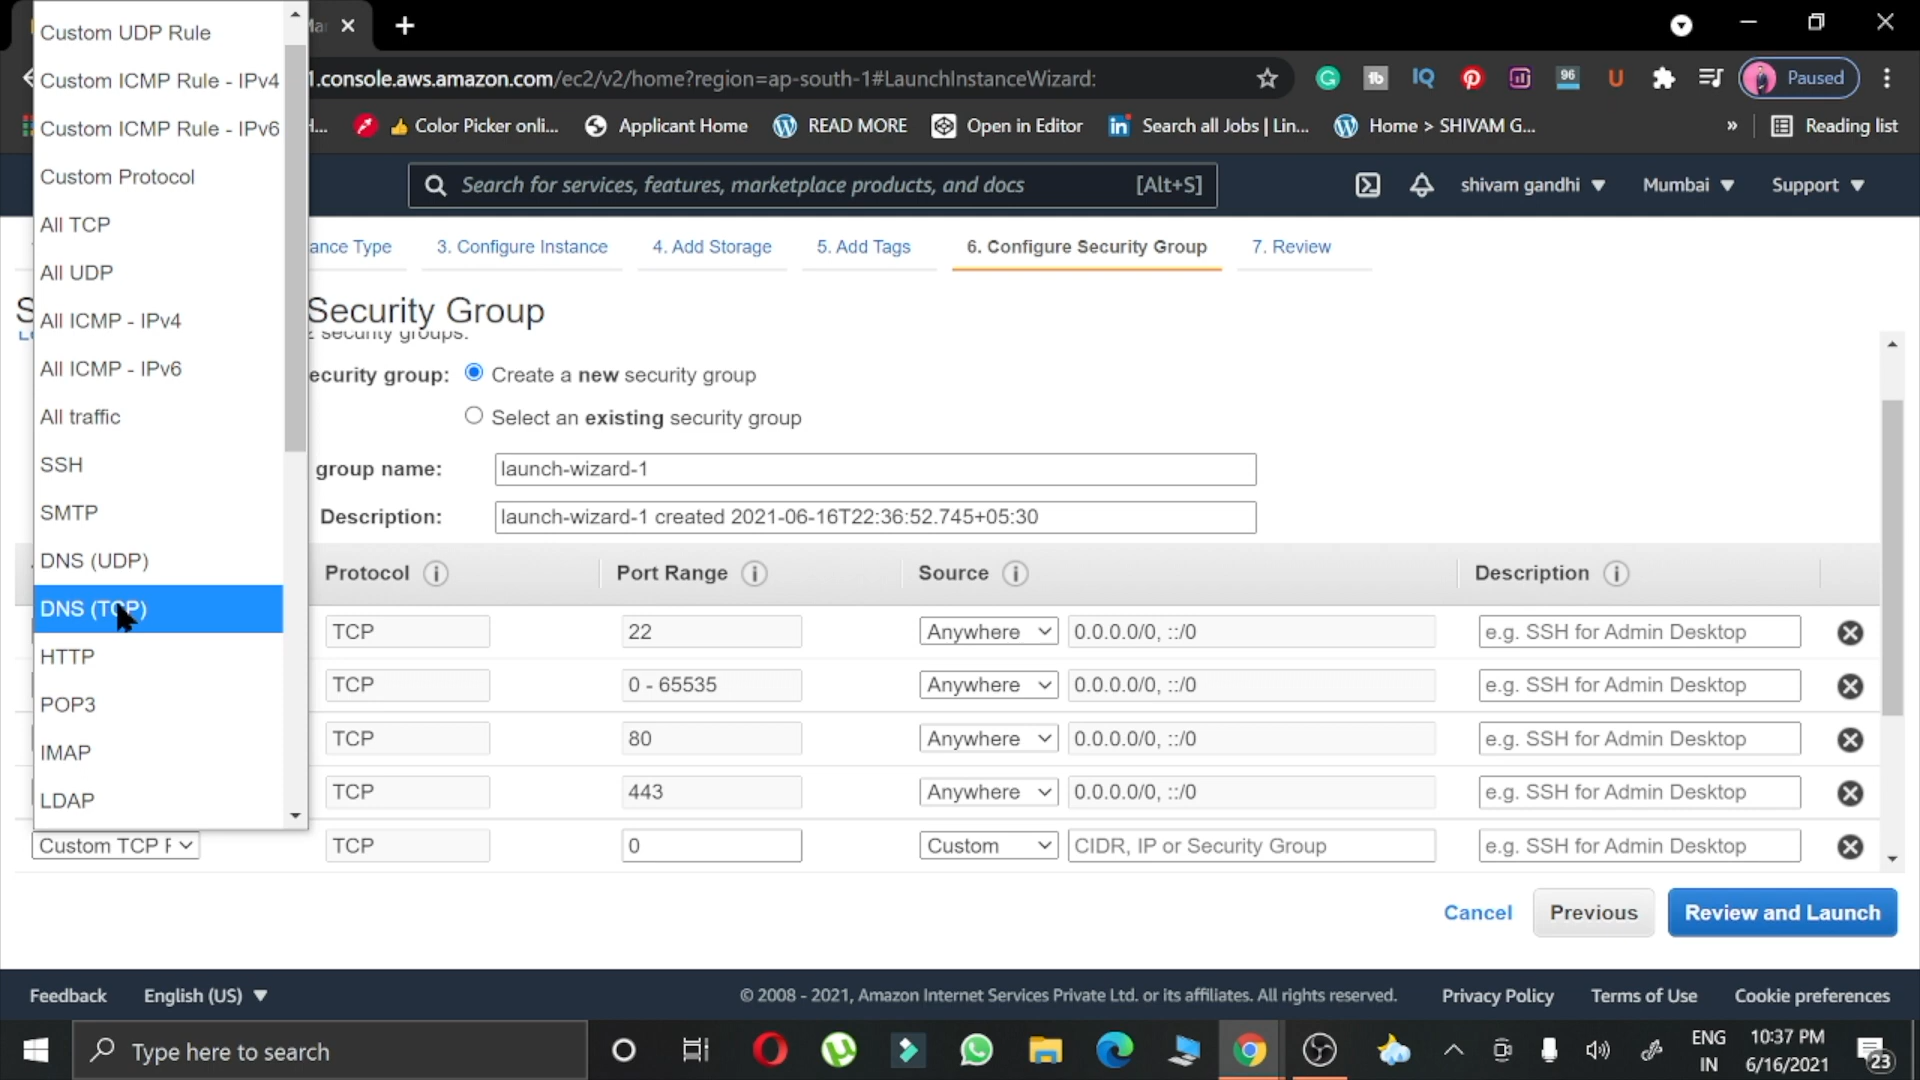 Custom UDP Rule
Custom ICMP Rule - IPv4
Custom ICMP Rule - IPv6
Custom Protocol
All TCP
All UDP
All ICMP - IPv4
All ICMP - IPv6
All traffic
SSH
SMTP
DNS (UDP)
DNS (TCP)
HTTP
POP3
IMAP
LDAP
1.console.aws.amazon.com/ec2/v2/home?region=ap-south-1#LaunchInstanceWizard:
96
Paused
Color Picker onli...
Applicant Home
READ MORE
Open in Editor
Search all Jobs | Lin...
Home > SHIVAM G...
»
Reading list
Search for services, features, marketplace products, and docs
[Alt+S]
shivam gandhi
Mumbai
Support
ance Type
3. Configure Instance
4. Add Storage
5. Add Tags
6. Configure Security Group
7. Review
Security Group
security groups.
ecurity group:
Create a new security group
Select an existing security group
group name:
launch-wizard-1
Description:
launch-wizard-1 created 2021-06-16T22:36:52.745+05:30
Protocol
Port Range
Source
Description
TCP
22
Anywhere
0.0.0.0/0, ::/0
e.g. SSH for Admin Desktop
TCP
0 - 65535
Anywhere
0.0.0.0/0, ::/0
e.g. SSH for Admin Desktop
TCP
80
Anywhere
0.0.0.0/0, ::/0
e.g. SSH for Admin Desktop
TCP
443
Anywhere
0.0.0.0/0, ::/0
e.g. SSH for Admin Desktop
Custom TCP F
TCP
0
Custom
CIDR, IP or Security Group
e.g. SSH for Admin Desktop
Cancel
Previous
Review and Launch
Feedback
English (US)
© 2008 - 2021, Amazon Internet Services Private Ltd. or its affiliates. All rights reserved.
Privacy Policy
Terms of Use
Cookie preferences
Type here to search
ENG
IN
10:37 PM
6/16/2021
23